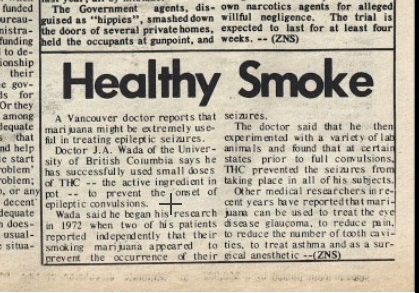 funder
bureau-
nistra-
funding
to de-
ionship
their
e gov-
ds for
Or they
among
dequate
s that
nd help
le start
roblem
oblem;
o, or any
decent
dequate
n does-
usual-
e situa-
The Government agents, dis-
guised as "hippies", smashed down
the doors of several private homes,
held the occupants at gunpoint, and
own narcotics agents for alleged
willful negligence. The trial is
expected to last for at least four
weeks. -- (ZNS)
Healthy Smoke
A Vancouver doctor reports that
marijuana might be extremely use-
ful in treating epileptic seizures.
Doctor J.A. Wada of the Univer-
sity of British Columbia says he
has successfully used small doses
of THC -- the active ingredient in
pot -- to prevent the onset of
epileptic convulsions.
Wada said he began his research
in 1972 when two of his patients
reported independently that their
smoking marijuana appeared to
prevent the occurrence of their
seizures.
The doctor said that he then
experimented with a variety of lab
animals and found that at certain
states prior to full convulsions,
THC prevented the seizures from
taking place in all of his subjects.
Other medical researchers in re-
cent years have reported that mari-
juana can be used to treat the eye
disease glaucoma, to reduce pain,
to reduce the number of tooth cavi-
ties, to treat asthma and as a sur-
gical anesthetic --(ZNS)